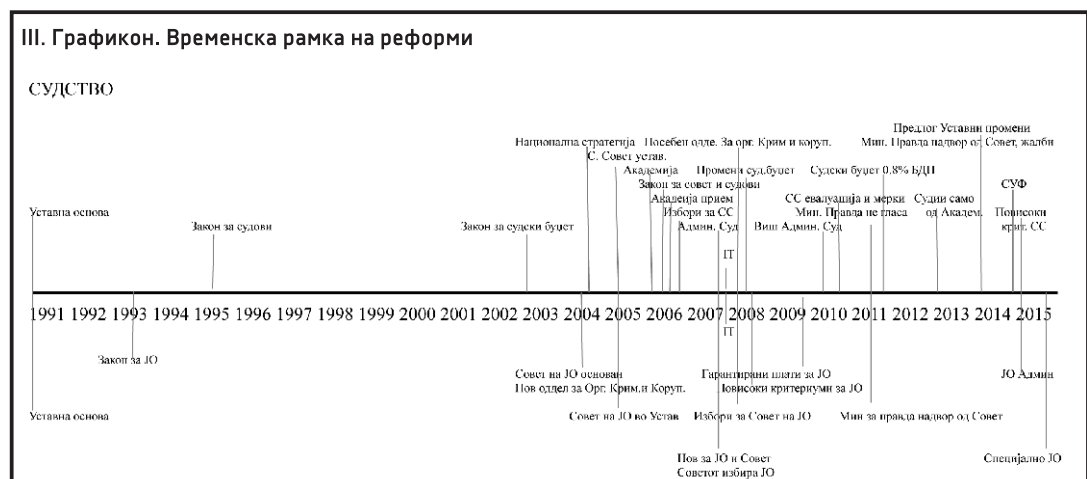 III. Графикон. Временска рамка на реформи
СУДСТВО
Предлог Уставни промени
Национална стратегија Посебен одде. За орг. Крим и коруп. Мин. Правда надвор од Совет, жалби
С. Совет устав.
Академија Промени суд.буџет Судски буџет 0.8% БДП
Закон за совет и судови СУФ
Академија прием СС евалуација и мерки Судии само
Уставна основа Избори за СС Мин. Правда не гласа од Академ. Повисоки
Закон за судови Закон за судски буџет Админ. Суд Виш Админ. Суд крит. СС
IT
1991 1992 1993 1994 1995 1996 1997 1998 1999 2000 2001 2002 2003 2004 2005 2006 2007 2008 2009 2010 2011 2012 2013 2014 2015
IT
Закон за ЈО
Совет на ЈО основан Гарантирани плати за ЈО ЈО Админ
Нов оддел за Орг. Крим.и Коруп. Повисоки критериуми за ЈО
Уставна основа Совет на ЈО во Устав Избори за Совет на ЈО Мин за правда надвор од Совет
Нов за ЈО и Совет Специјално ЈО
Советот избира ЈО